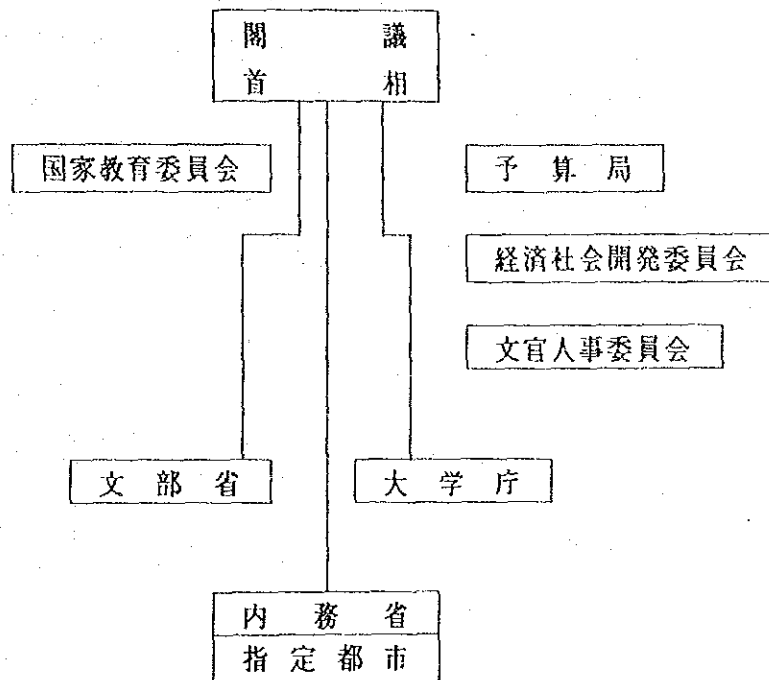 閣議
首相
国家教育委員会
予算局
経済社会開発委員会
文官人事委員会
文部省
大学庁
内務省
指定都市